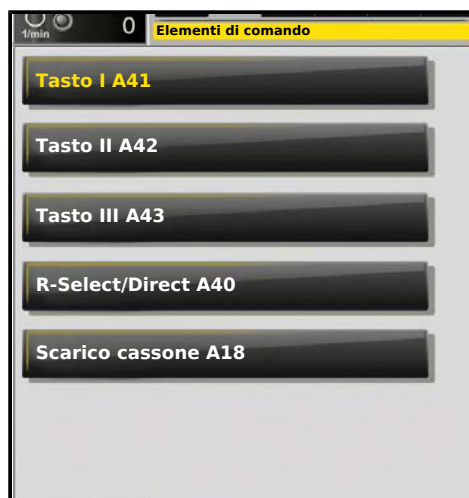 1/min 0 Elementi di comando
Tasto I A41
Tasto II A42
Tasto III A43
R-Select/Direct A40
Scarico cassone A18